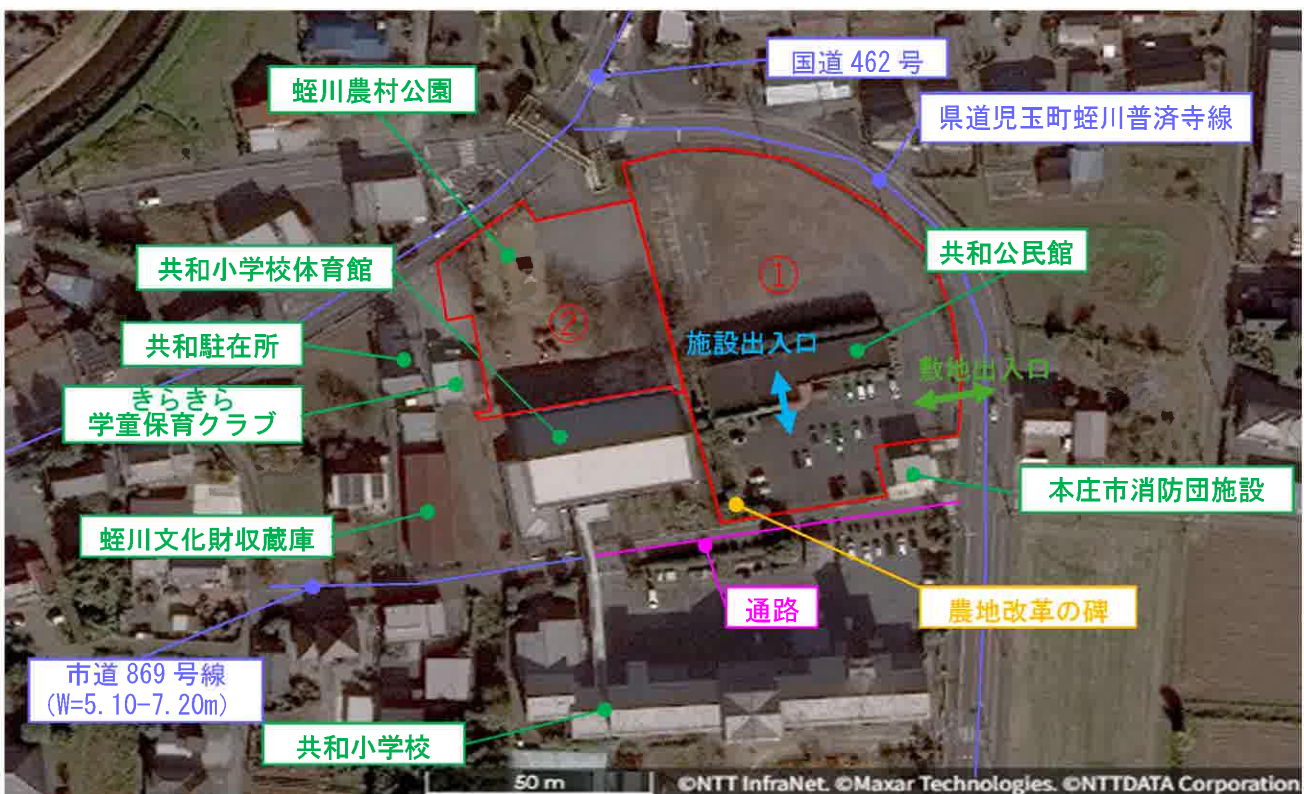 国道 462 号
蛭川農村公園
県道児玉町蛭川普済寺線
共和公民館
共和小学校体育館
①
②
施設出入口
共和駐在所
敷地出入口
きらきら
学童保育クラブ
本庄市消防団施設
蛭川文化財収蔵庫
通路
農地改革の碑
市道 869 号線
(W=5.10-7.20m)
共和小学校
50 m
©NTT InfraNet. ©Maxar Technologies. ©NTTDATA Corporation